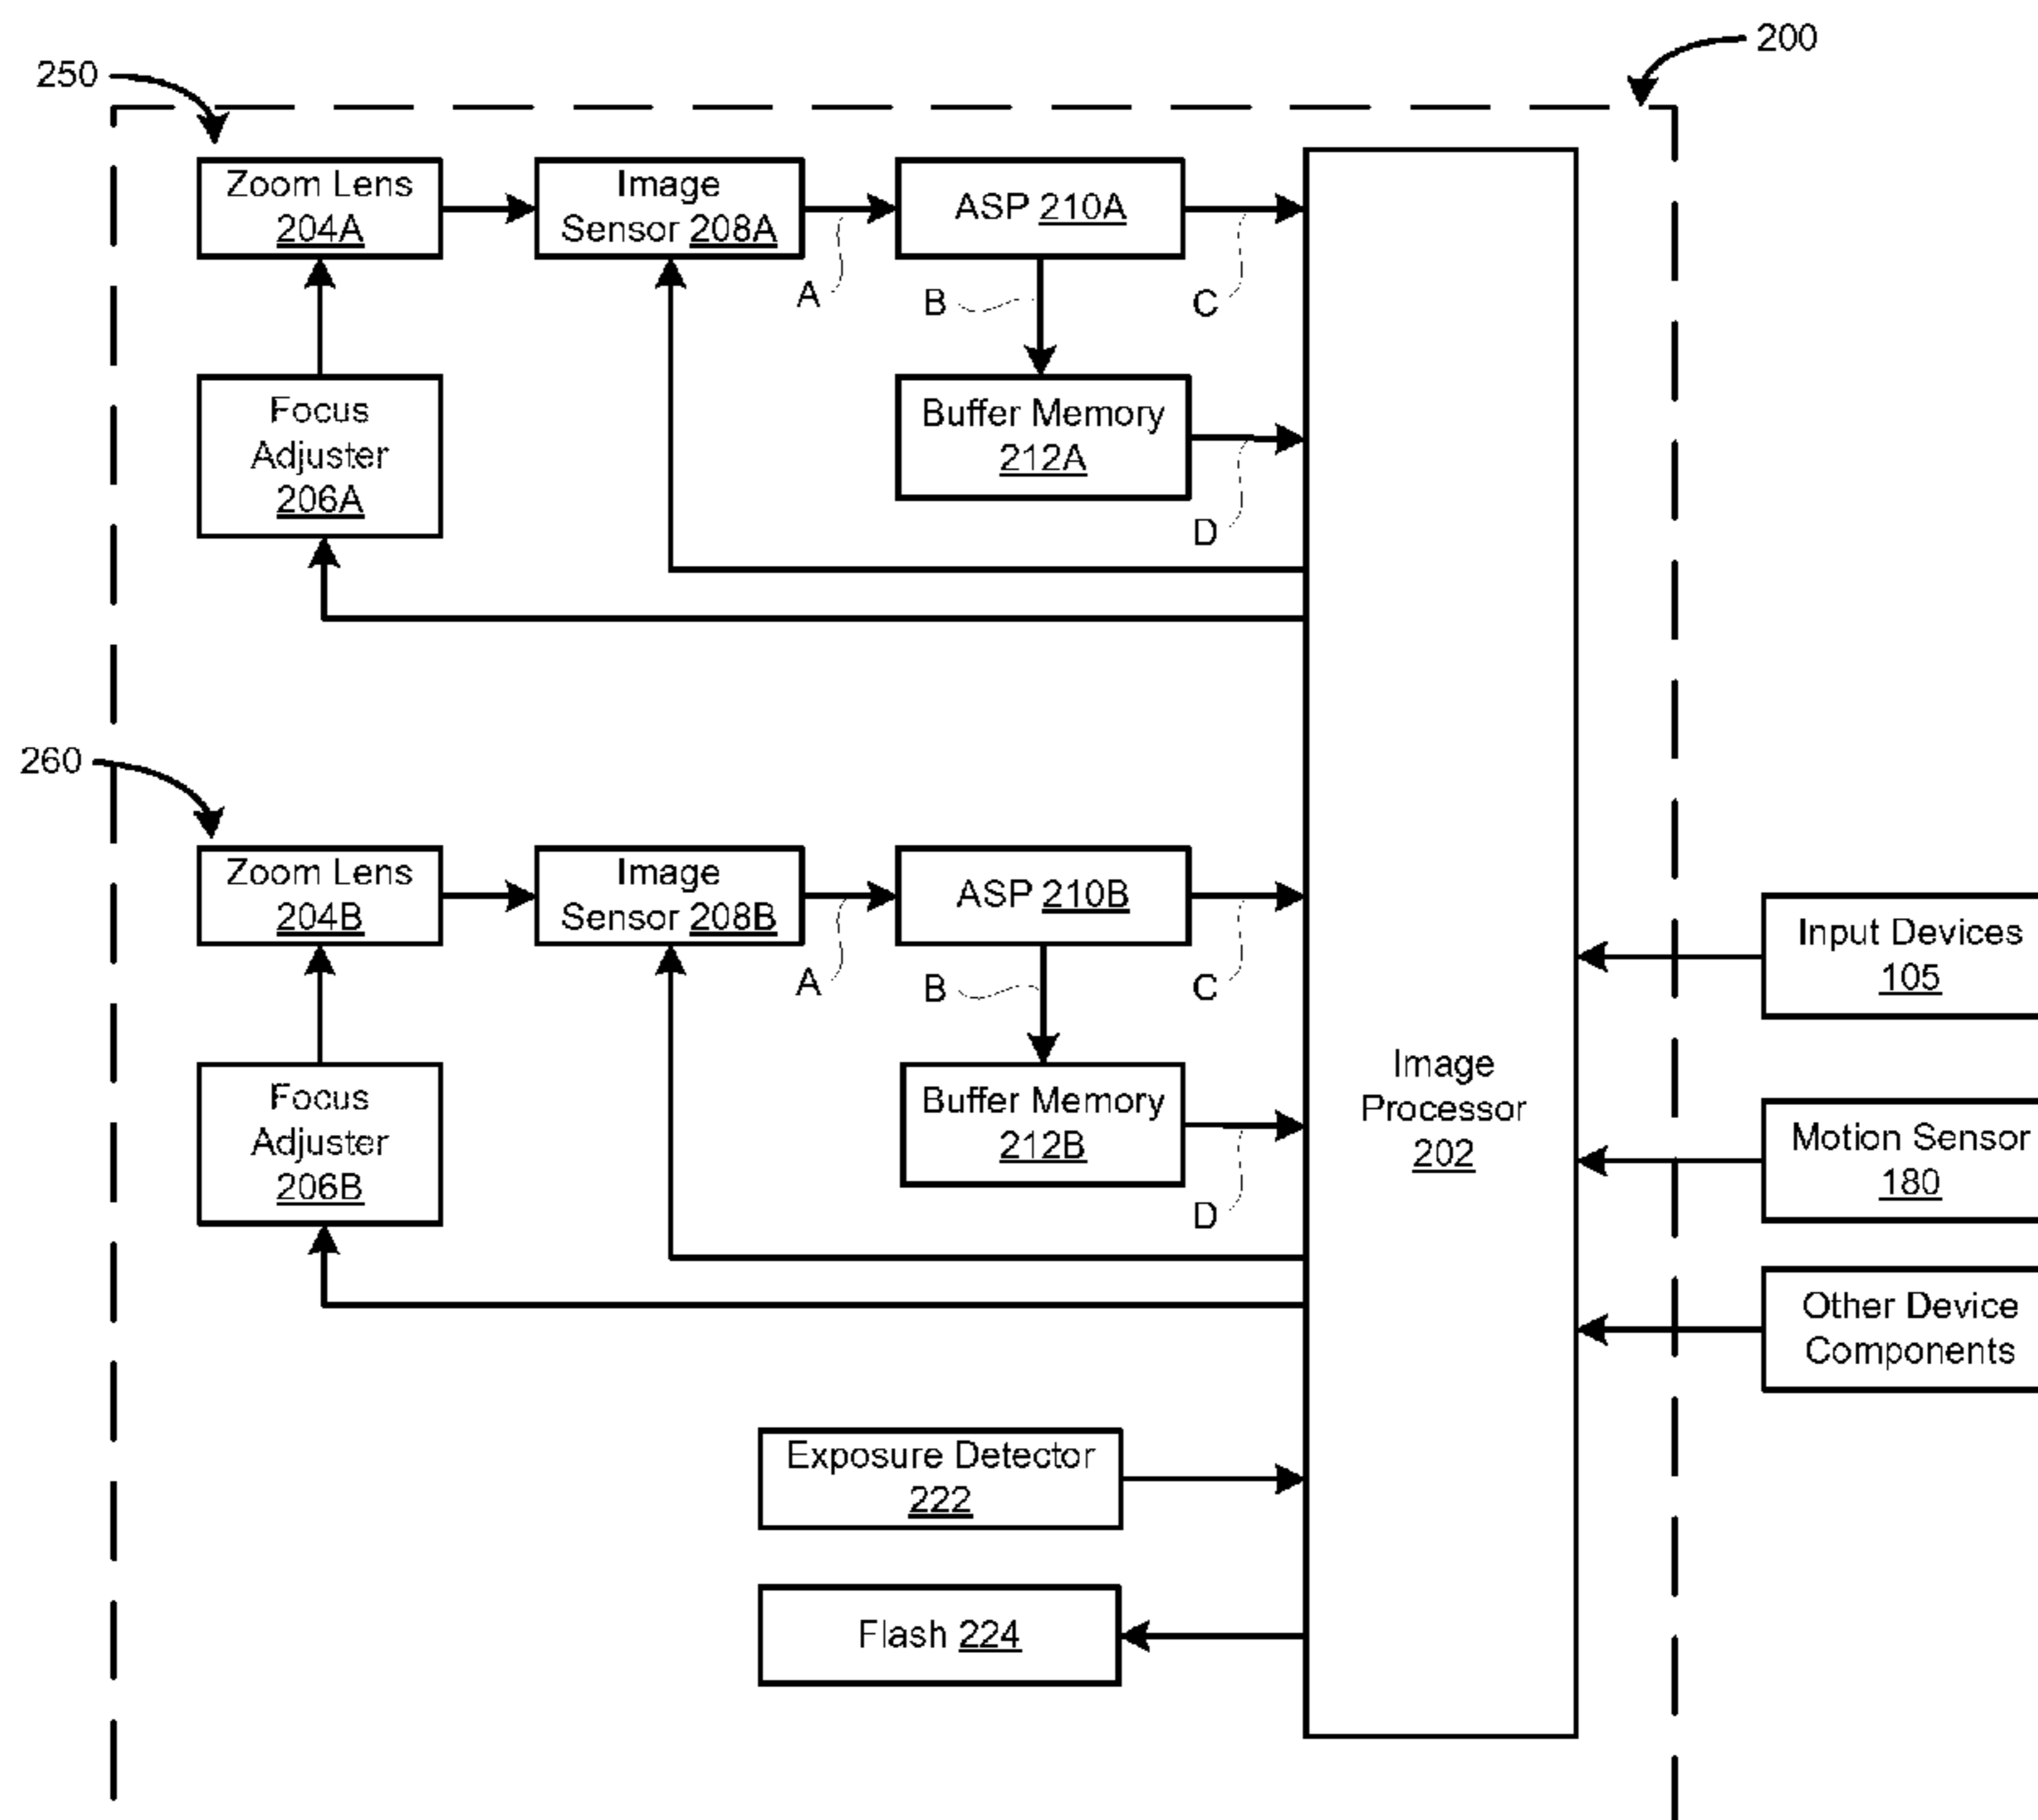 200
250
Zoom Lens
204A
Image
Sensor 208A
ASP 210A
A
B
C
Focus
Adjuster
206A
Buffer Memory
212A
D
260
Zoom Lens
204B
Image
Sensor 208B
ASP 210B
A
B
C
Focus
Adjuster
206B
Buffer Memory
212B
D
Image
Processor
202
Input Devices
105
Motion Sensor
180
Other Device
Components
Exposure Detector
222
Flash 224